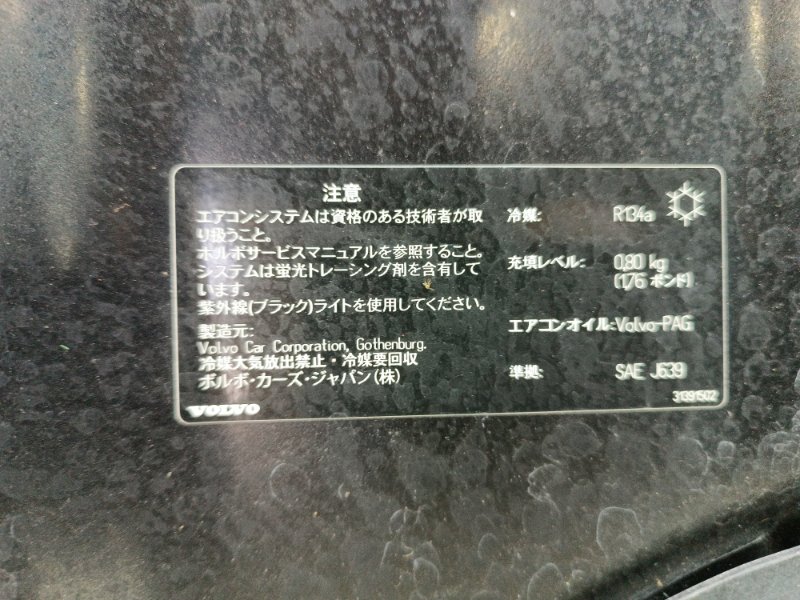 注意
エアコンシステムは資格のある技術者が取
り扱うこと。
ボルボサービスマニュアルを参照すること。
システムは蛍光トレーシング剤を含有して
います。
紫外線(ブラック)ライトを使用してください。
製造元:
Volvo Car Corporation, Gothenburg.
冷媒大気放出禁止・冷媒要回収
ボルボ・カーズ・ジャパン(株)
VOLVO
冷媒: R134a
充填レベル: 0,80 kg
(1,76 ポンド)
エアコンオイル:Volvo-PAG
準拠: SAE J639
31391502